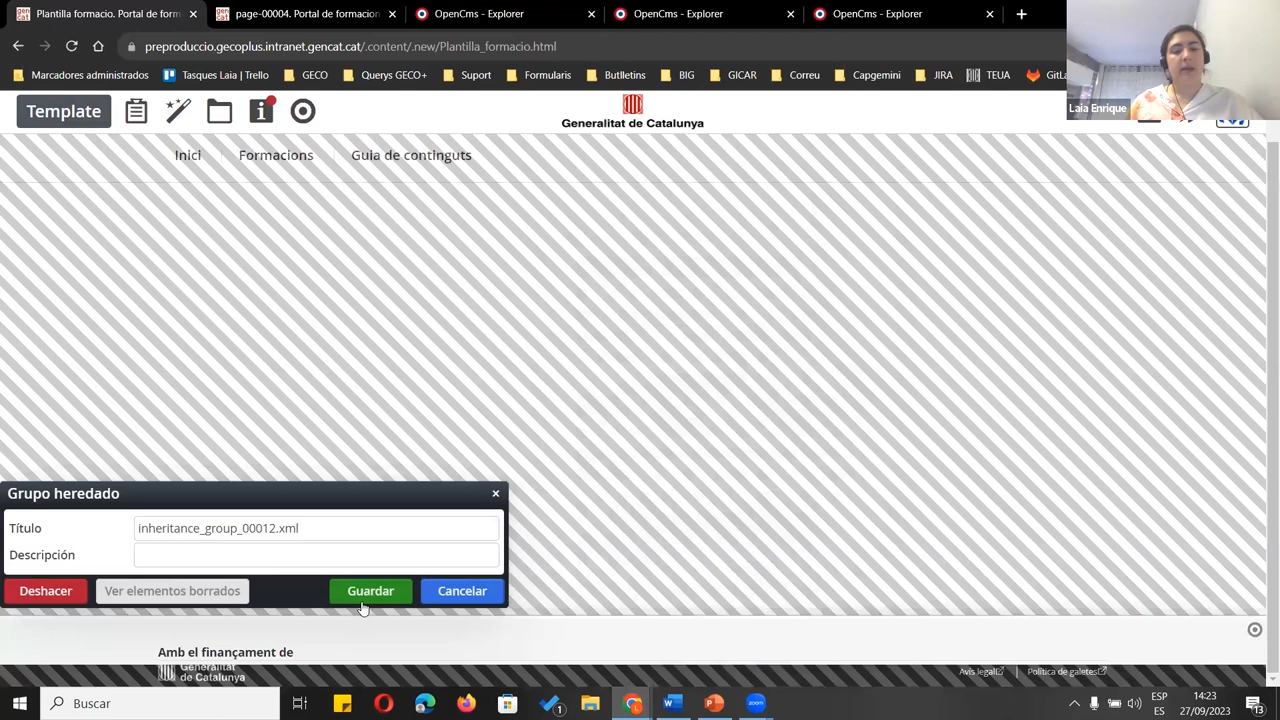 Plantilla formacio. Portal de form
page-00004. Portal de formacion
OpenCms - Explorer
OpenCms - Explorer
OpenCms - Explorer
preproduccio.gecoplus.intranet.gencat.cat/.content/.new/Plantilla_formacio.html
Marcadores administrados
Tasques Laia | Trello
GECO
Querys GECO+
Suport
Formularis
Butlletins
BIG
GICAR
Correu
Capgemini
JIRA
TEUA
GitLa
Laia Enrique
Template
Generalitat de Catalunya
Inici
Formacions
Guia de continguts
Grupo heredado
Título
inheritance_group_00012.xml
Descripción
Deshacer
Ver elementos borrados
Guardar
Cancelar
Amb el finançament de
Generalitat
de Catalunya
Avís legal
Política de galetes
Buscar
1
W
P
zoom
ESP
ES
14:23
27/09/2023
13